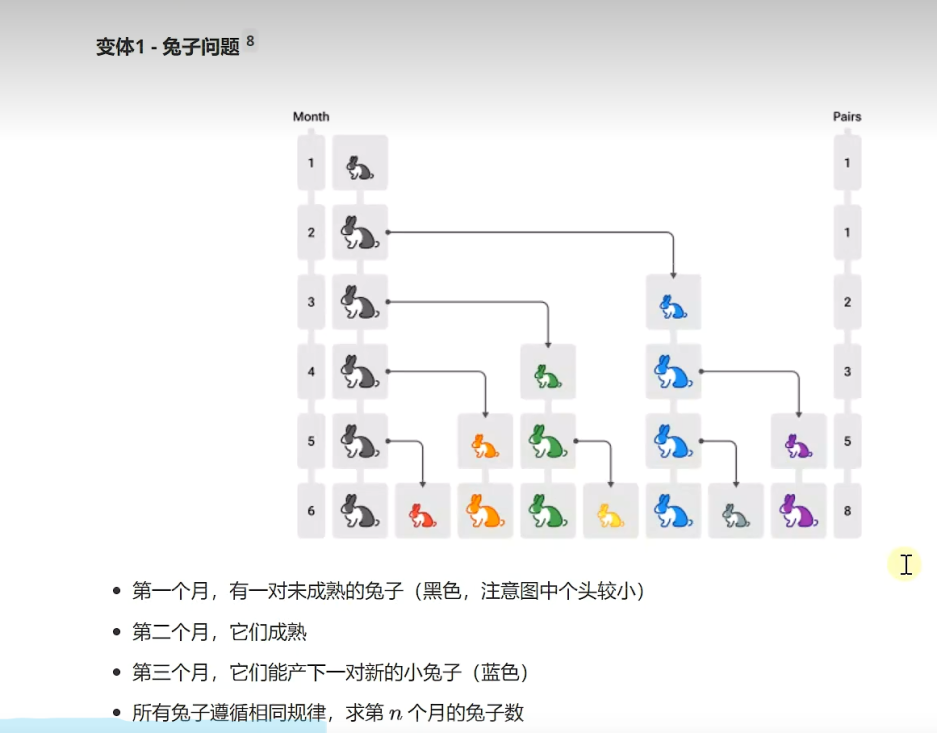 变体1 - 兔子问题 8
Month Pairs
1 1
2 1
3 2
4 3
5 5
6 8
• 第一个月，有一对未成熟的兔子（黑色，注意图中个头较小）
• 第二个月，它们成熟
• 第三个月，它们能产下一对新的小兔子（蓝色）
• 所有兔子遵循相同规律，求第 n 个月的兔子数